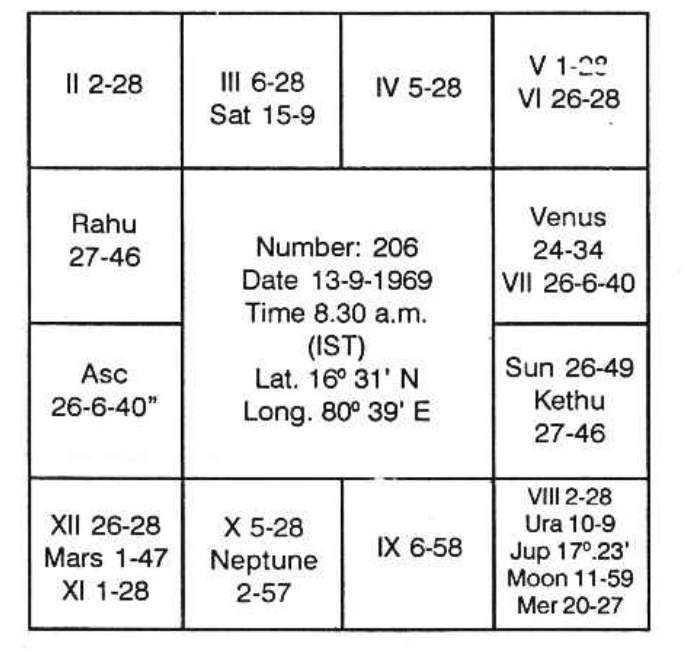 II 2-28
III 6-28
Sat 15-9
IV 5-28
V
VI 26-28
Rahu
27-46
Number: 206
Date 13-9-1969
Time 8.30 a.m.
(IST)
Lat. 16º 31' N
Long. 80º 39' E
Venus
24-34
VII 26-6-40
Asc
26-6-40”
Sun 26-49
Kethu
27-46
XII 26-28
Mars 1-47
XI 1-28
X 5-28
Neptune
2-57
IX 6-58
VIII 2-28
Ura 10-9
Jup 17º.23'
Moon 11-59
Mer 20-27